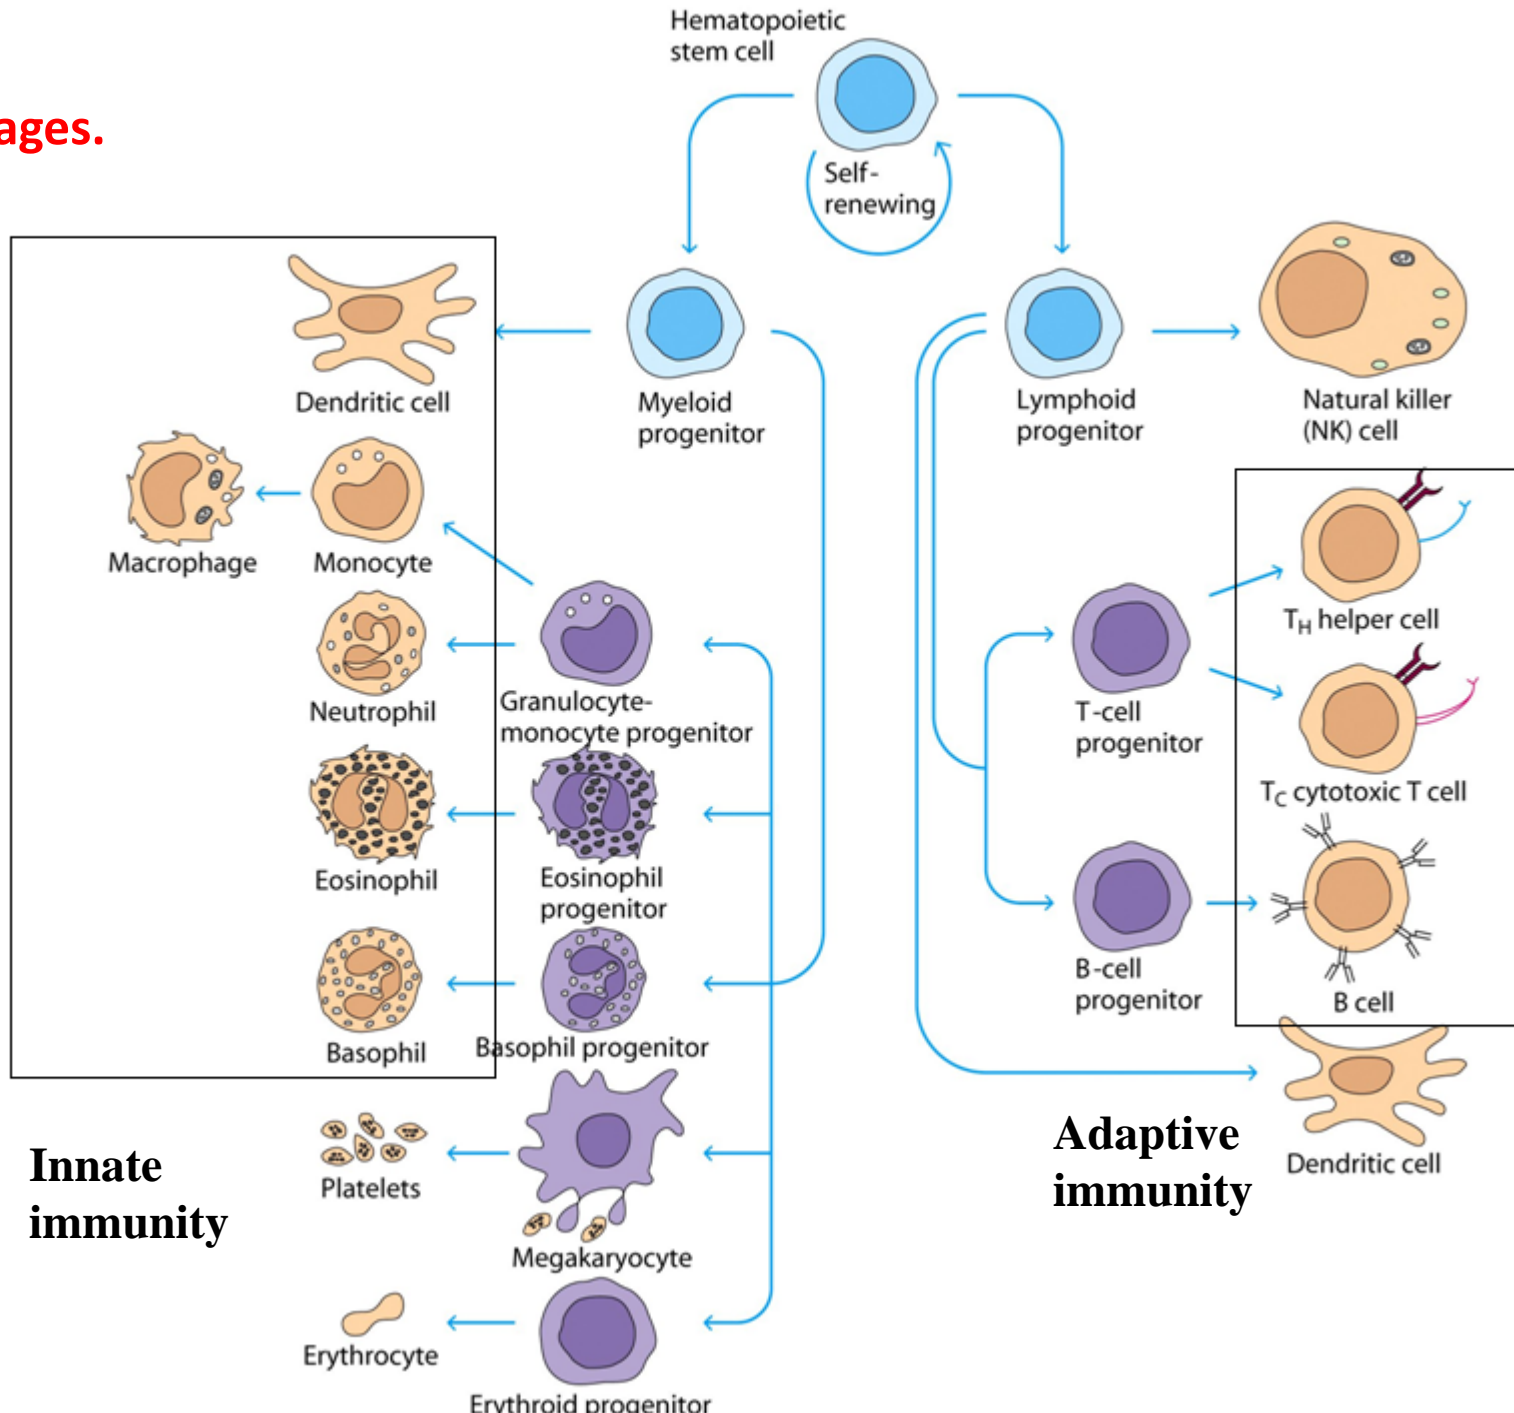 Hematopoietic
stem cell
ages.
Self-
renewing
Dendritic cell
Myeloid
progenitor
Lymphoid
progenitor
Natural killer
(NK) cell
Macrophage
Monocyte
TH helper cell
Neutrophil
Granulocyte-
monocyte progenitor
T-cell
progenitor
TC cytotoxic T cell
Eosinophil
Eosinophil
progenitor
B-cell
progenitor
B cell
Basophil
Basophil progenitor
Innate
immunity
Adaptive
immunity
Dendritic cell
Platelets
Megakaryocyte
Erythrocyte
Erythroid progenitor